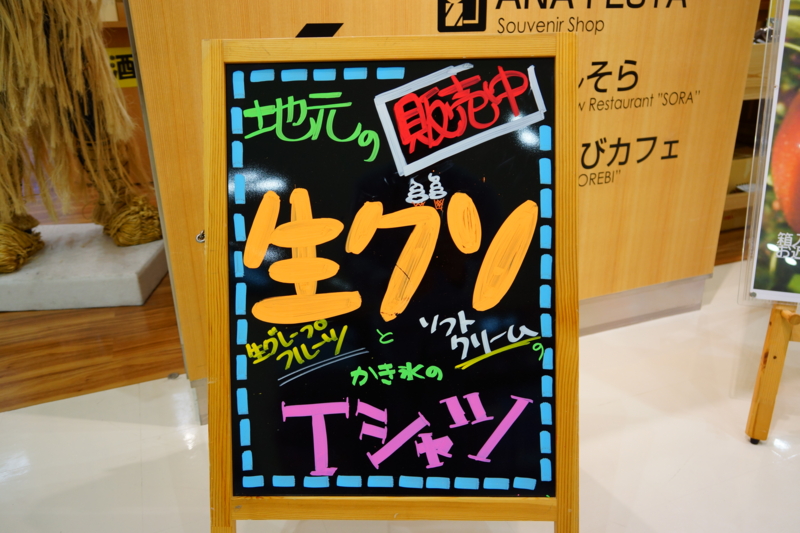 ANA FESTA
Souvenir Shop
そら
Restaurant "SORA"
びカフェ
OREBI"
酒
地元の
販売中
生グソ
生グレープ
フルーツ
と
ソフト
クリームの
かき氷の
Tシャツ